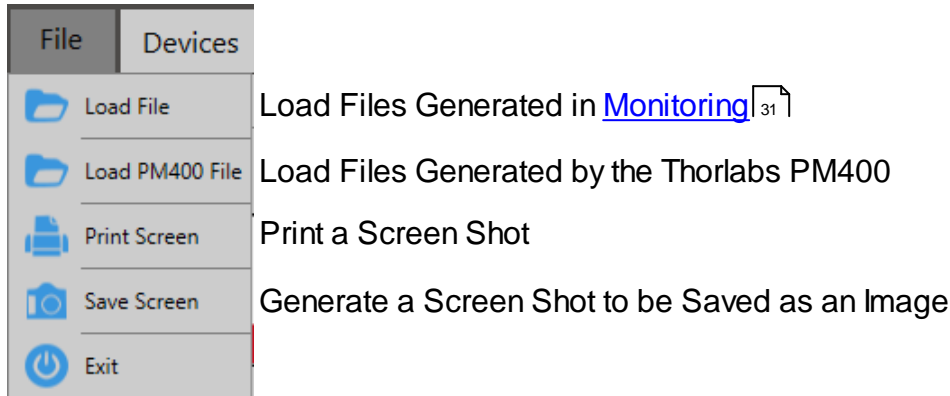 File Devices
Load File Load Files Generated in Monitoring 31
Load PM400 File Load Files Generated by the Thorlabs PM400
Print Screen Print a Screen Shot
Save Screen Generate a Screen Shot to be Saved as an Image
Exit